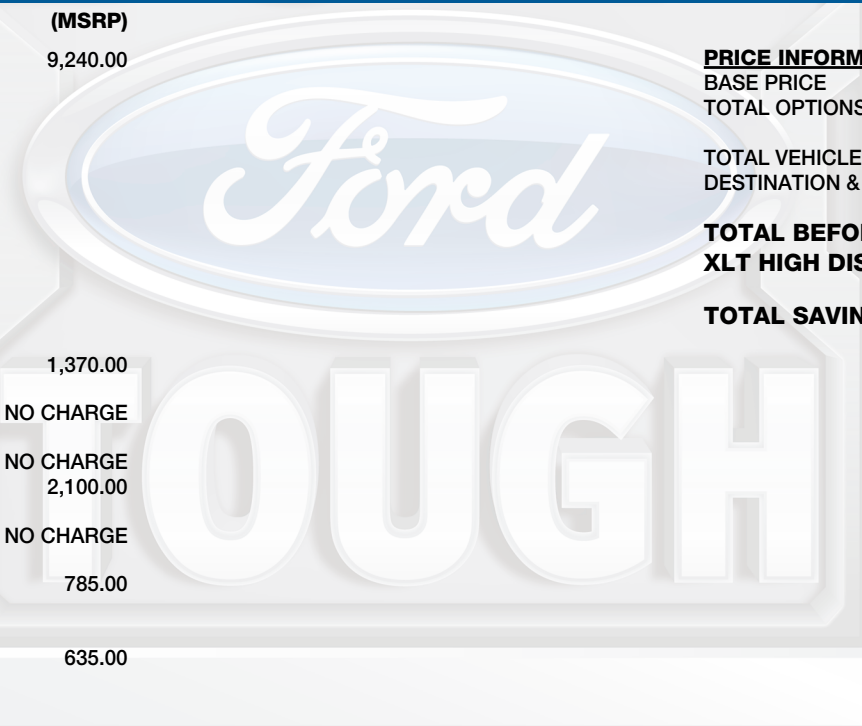 (MSRP)
9,240.00
1,370.00
NO CHARGE
NO CHARGE
2,100.00
NO CHARGE
785.00
635.00
PRICE INFORM
BASE PRICE
TOTAL OPTIONS
TOTAL VEHICLE
DESTINATION &
TOTAL BEFO
XLT HIGH DIS
TOTAL SAVIN
Ford
TOUGH